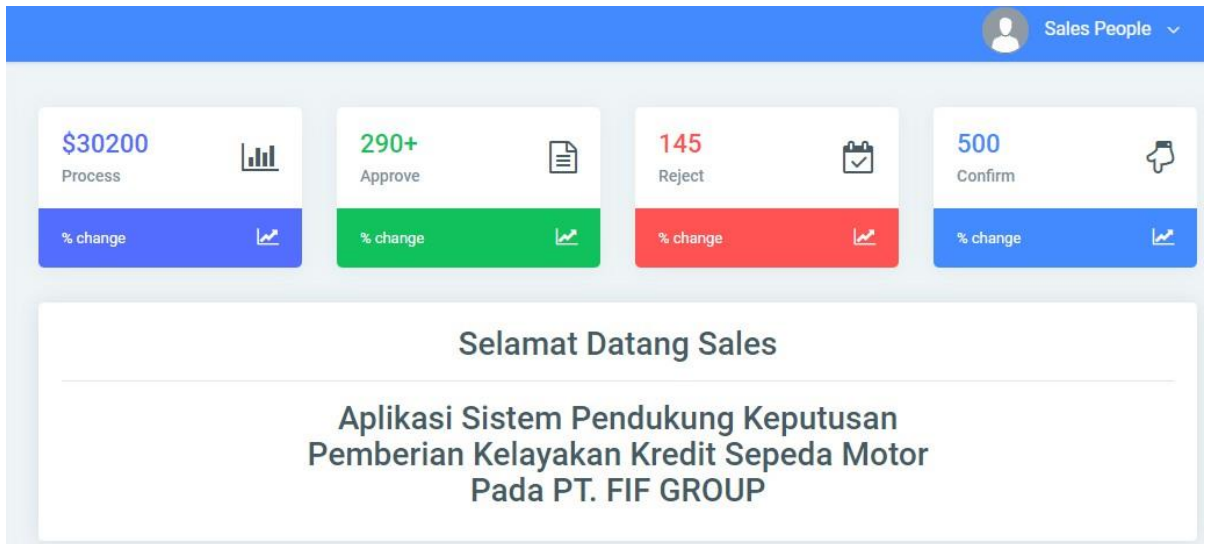 Sales People
$30200
Process
% change
290+
Approve
% change
145
Reject
% change
500
Confirm
% change
Selamat Datang Sales
Aplikasi Sistem Pendukung Keputusan
Pemberian Kelayakan Kredit Sepeda Motor
Pada PT. FIF GROUP